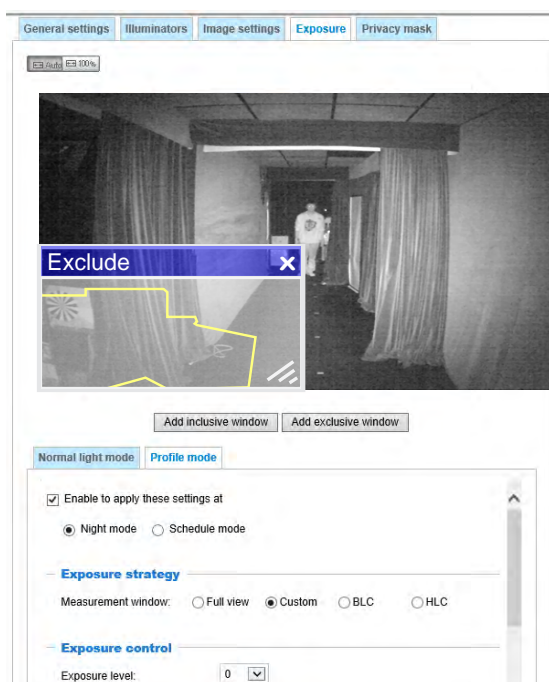 General settings Illuminators Image settings Exposure Privacy mask
Auto 100%
Exclude
Add inclusive window Add exclusive window
Normal light mode Profile mode
Enable to apply these settings at
Night mode Schedule mode
Exposure strategy
Measurement window: Full view Custom BLC HLC
Exposure control
Exposure level: 0